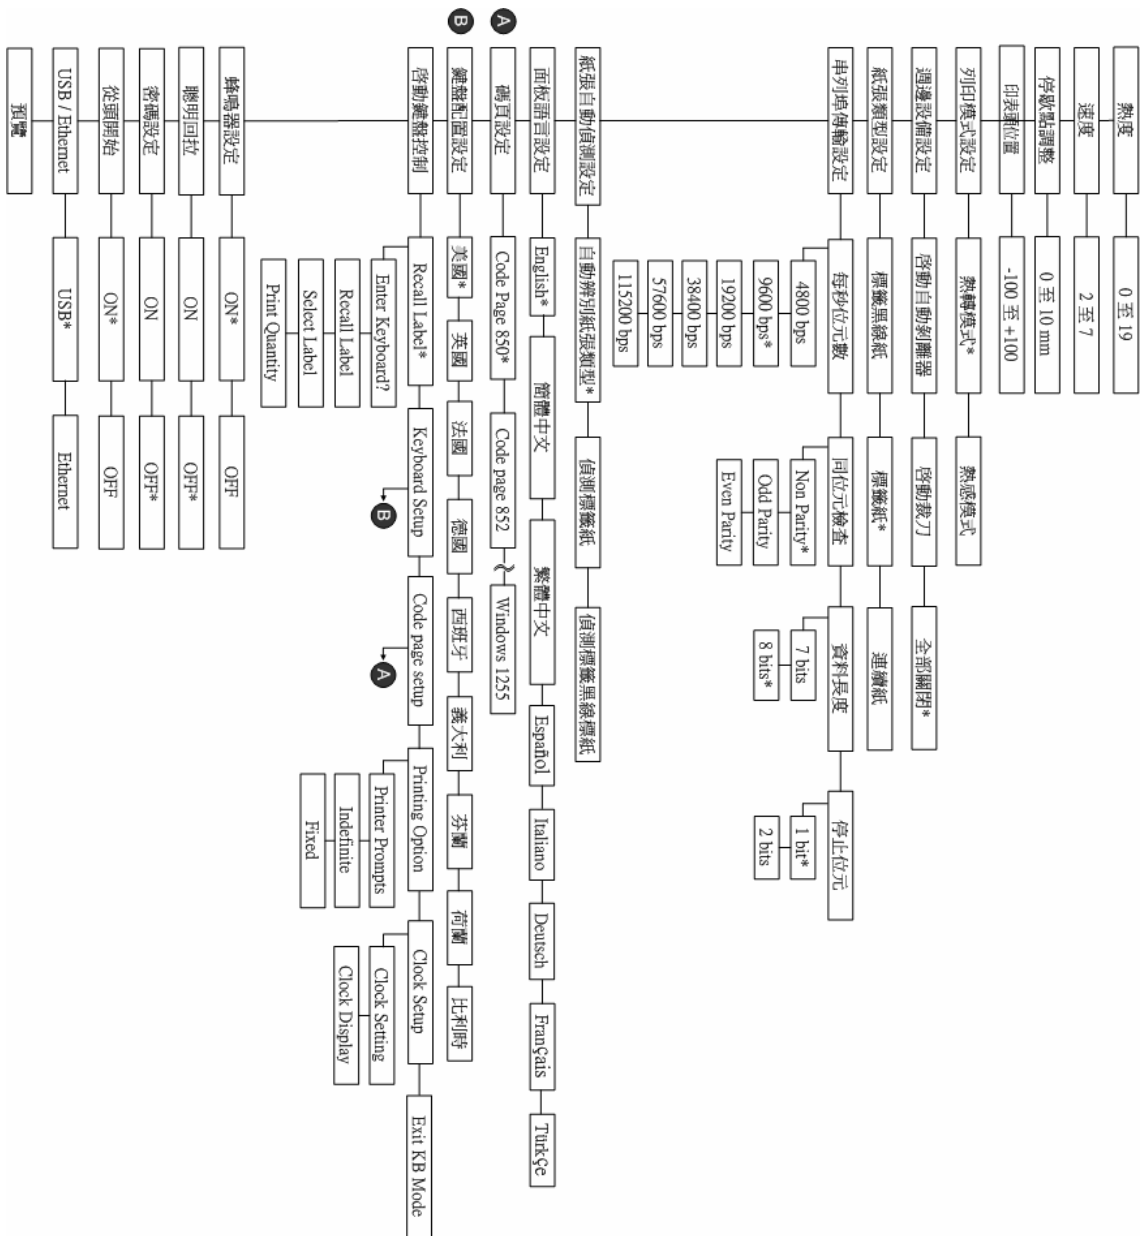 熱度
0 至 19
速度
2 至 7
停歇點調整
0 至 10 mm
印表頭位置
-100 至 +100
列印模式設定
熱轉模式*
熱感模式
週邊設備設定
啓動自動剝離器
啓動裁刀
全部關閉*
紙張類型設定
標籤黑線紙
標籤紙*
連續紙
串列埠傳輸設定
每秒位元數
同位元檢查
資料長度
停止位元
4800 bps
9600 bps*
19200 bps
38400 bps
57600 bps
115200 bps
Non Parity*
Odd Parity
Even Parity
7 bits
8 bits*
1 bit*
2 bits
紙張自動偵測設定
自動辨別紙張類型*
偵測標籤紙
偵測標籤黑線標紙
面板語言設定
English*
簡體中文
繁體中文
Español
Italiano
Deutsch
Français
Türkçe
A
碼頁設定
Code Page 850*
Code page 852
Windows 1255
B
鍵盤配置設定
美國*
英國
法國
德國
西班牙
義大利
芬蘭
荷蘭
比利時
啓動鍵盤控制
Recall Label*
Keyboard Setup
Code page setup
Printing Option
Clock Setup
Exit KB Mode
Enter Keyboard?
Recall Label
Select Label
Print Quantity
B
A
Printer Prompts
Indefinite
Fixed
Clock Setting
Clock Display
蜂鳴器設定
ON*
OFF
聰明回拉
ON
OFF*
密碼設定
ON
OFF*
從頭開始
ON*
OFF
USB / Ethernet
USB*
Ethernet
預覽